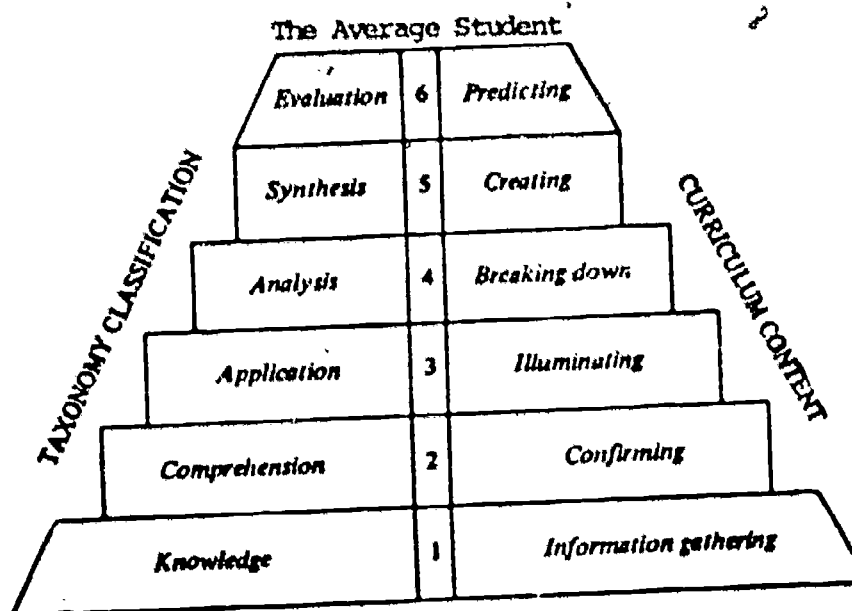 The Average Student
Evaluation 6 Predicting
Synthesis 5 Creating
Analysis 4 Breaking down
Application 3 Illuminating
Comprehension 2 Confirming
Knowledge 1 Information gathering
TAXONOMY CLASSIFICATION
CURRICULUM CONTENT